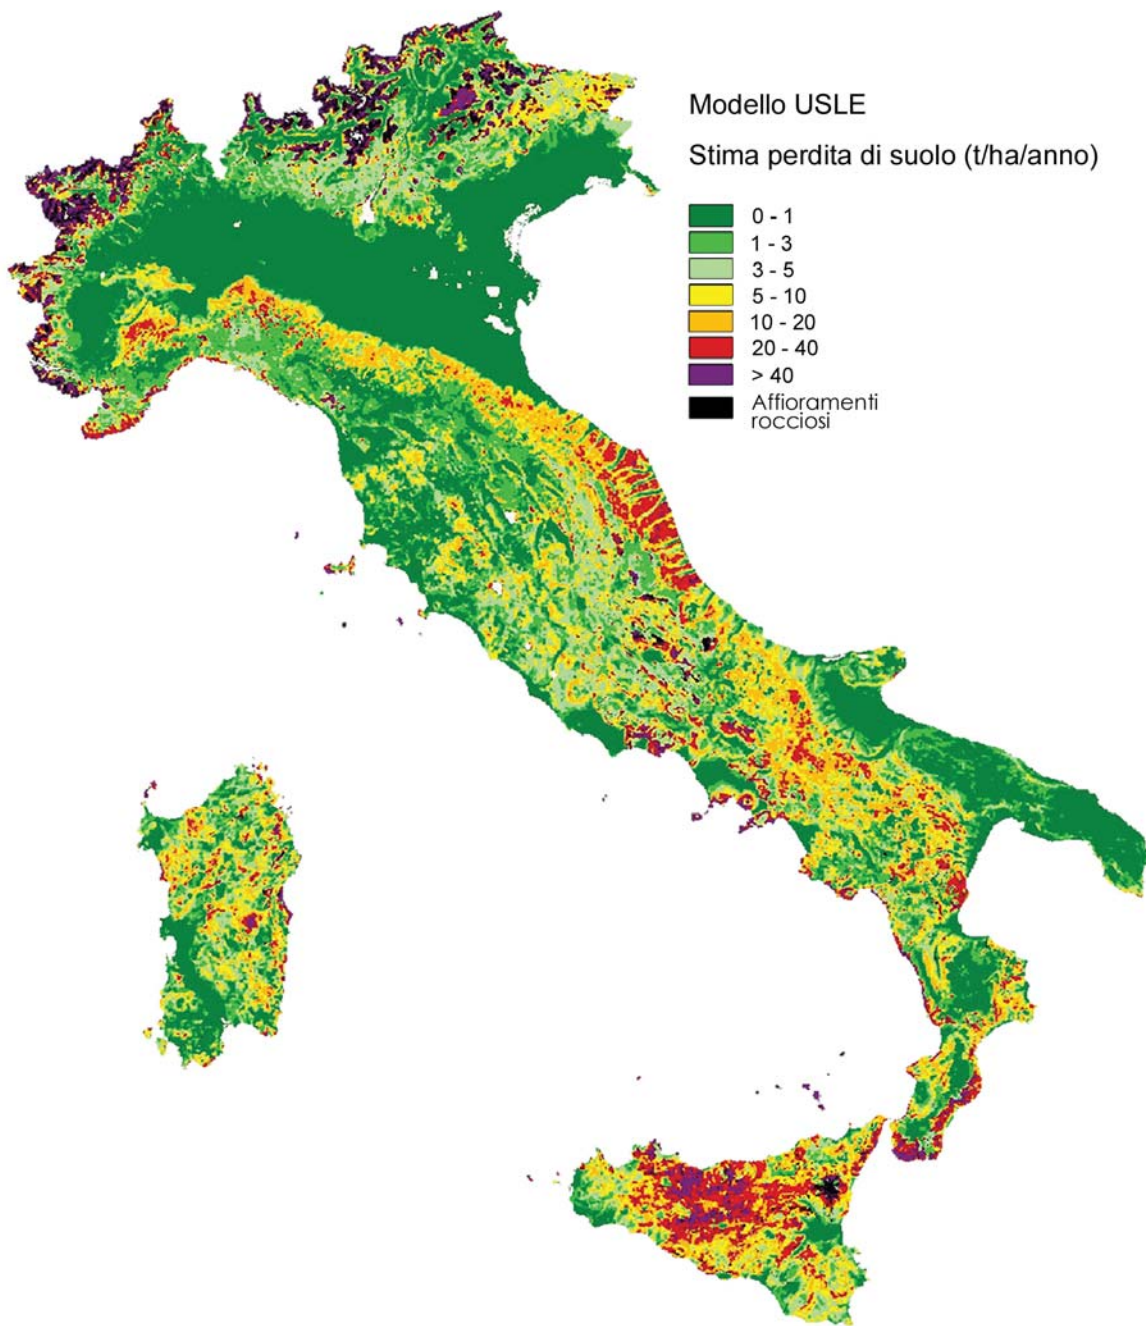 Modello USLE
Stima perdita di suolo (t/ha/anno)
0 - 1
1 - 3
3 - 5
5 - 10
10 - 20
20 - 40
> 40
Affioramenti
rocciosi